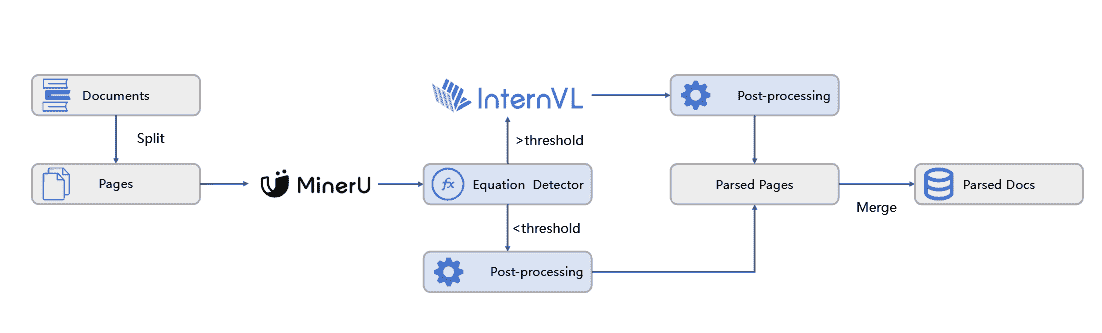 Documents
Split
Pages
MinerU
InternVL
>threshold
fx Equation Detector
<threshold
Post-processing
Post-processing
Parsed Pages
Merge
Parsed Docs